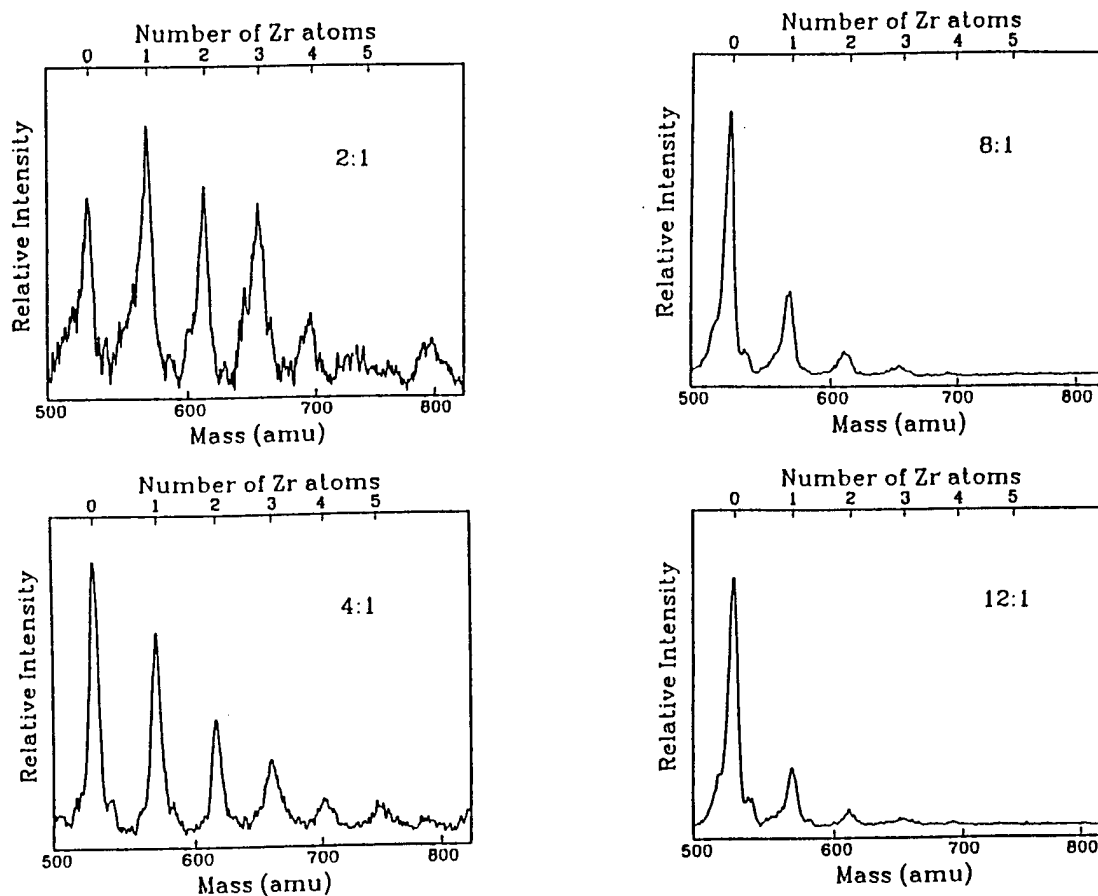 Number of Zr atoms
0 1 2 3 4 5
Relative Intensity
2:1
500 600 700 800
Mass (amu)
Number of Zr atoms
0 1 2 3 4 5
Relative Intensity
8:1
500 600 700 800
Mass (amu)
Number of Zr atoms
0 1 2 3 4 5
Relative Intensity
4:1
500 600 700 800
Mass (amu)
Number of Zr atoms
0 1 2 3 4 5
Relative Intensity
12:1
500 600 700 800
Mass (amu)